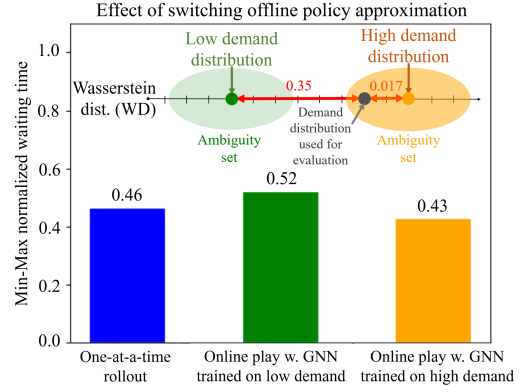 Effect of switching offline policy approximation
Min-Max normalized waiting time
1.0
0.8
0.6
0.4
0.2
0.0
Low demand
distribution
High demand
distribution
Wasserstein
dist. (WD)
0.35
0.017
Ambiguity
set
Demand
distribution
used for
evaluation
Ambiguity
set
0.46
0.52
0.43
One-at-a-time
rollout
Online play w. GNN
trained on low demand
Online play w. GNN
trained on high demand